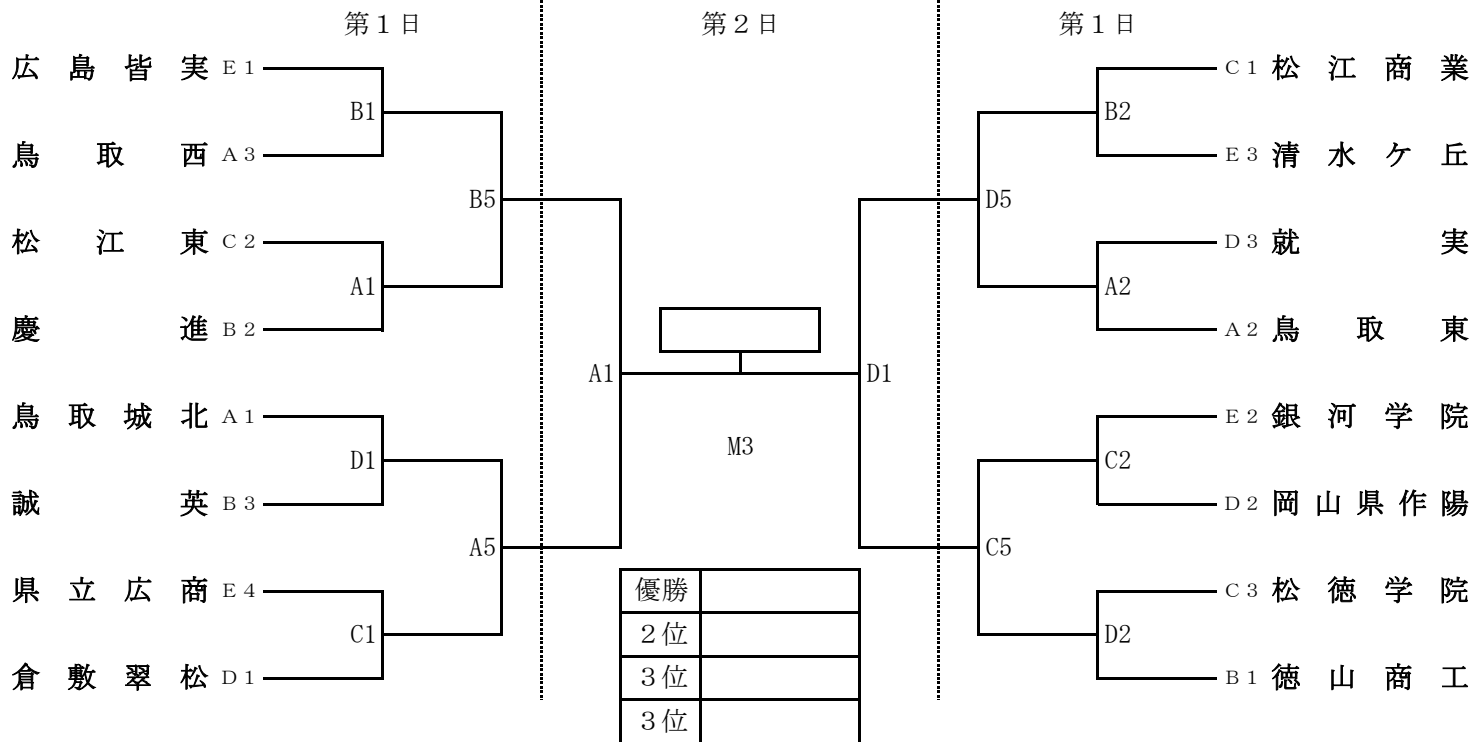 第１日 第２日 第１日
広島皆実 E1 C1 松江商業
B1 B2
鳥取西 A3 E3 清水ケ丘
B5 D5
松江東 C2 D3 就実
A1 A2
慶進 B2 A2 鳥取東
A1 D1
鳥取城北 A1 E2 銀河学院
D1 M3 C2
誠英 B3 D2 岡山県作陽
A5 C5
県立広商 E4 優勝 C3 松徳学院
C1 ２位 D2
倉敷翠松 D1 ３位 B1 徳山商工
３位